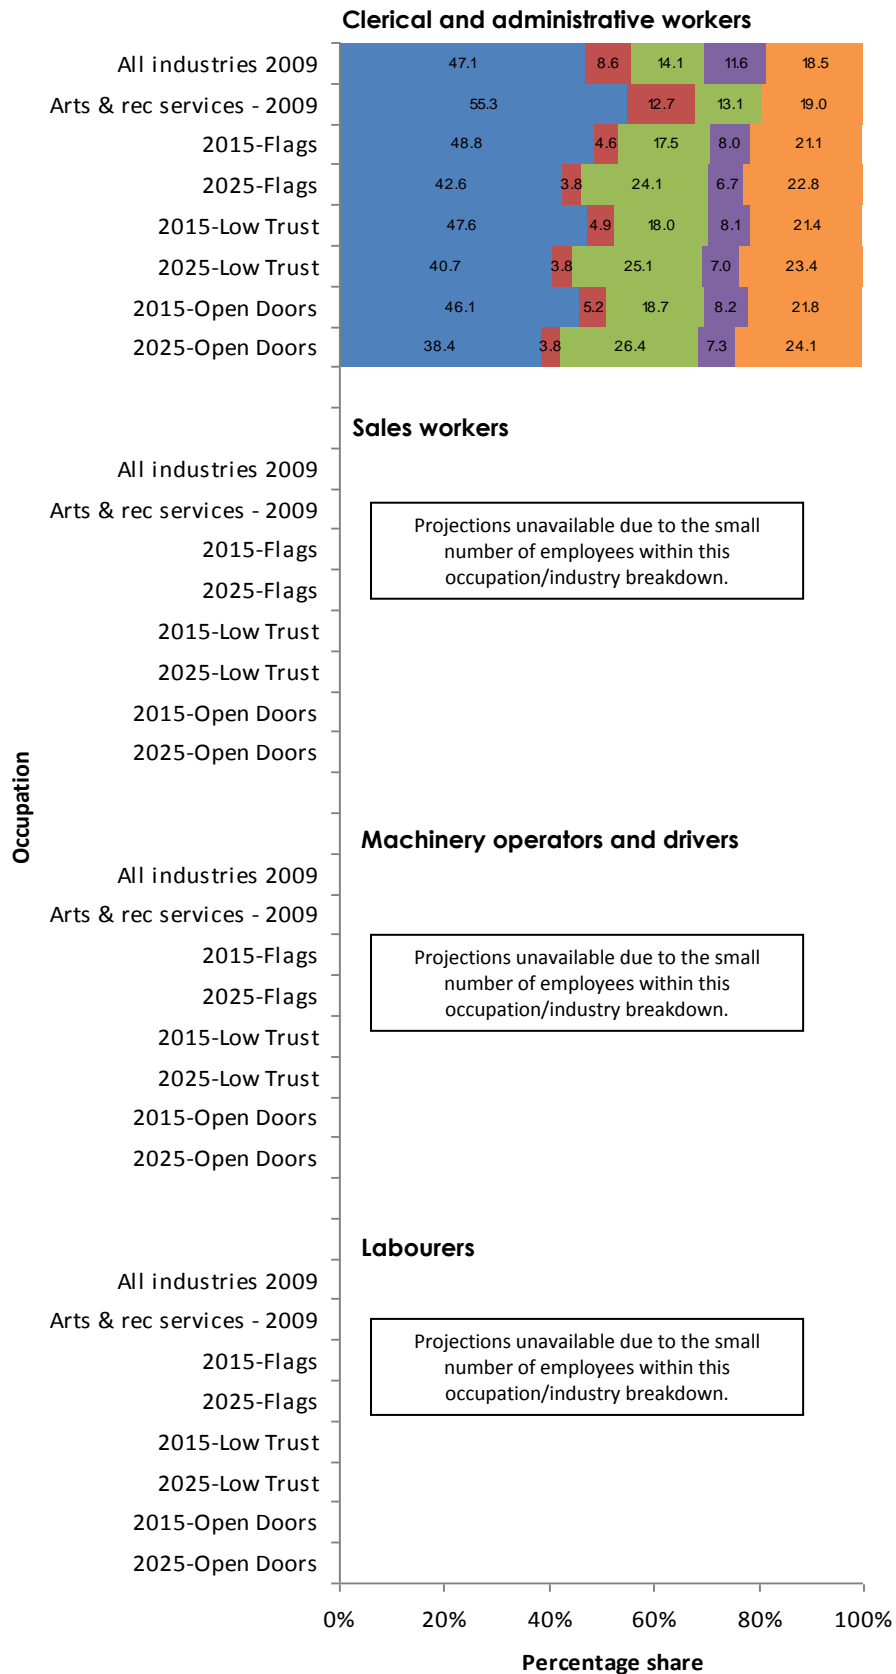 Clerical and administrative workers
All industries 2009 47.1 8.6 14.1 11.6 18.5
Arts & rec services - 2009 55.3 12.7 13.1 19.0
2015-Flags 48.8 4.6 17.5 8.0 21.1
2025-Flags 42.6 3.8 24.1 6.7 22.8
2015-Low Trust 47.6 4.9 18.0 8.1 21.4
2025-Low Trust 40.7 3.8 25.1 7.0 23.4
2015-Open Doors 46.1 5.2 18.7 8.2 21.8
2025-Open Doors 38.4 3.8 26.4 7.3 24.1
Sales workers
All industries 2009
Arts & rec services - 2009
2015-Flags
2025-Flags
2015-Low Trust
2025-Low Trust
2015-Open Doors
2025-Open Doors
Projections unavailable due to the small
number of employees within this
occupation/industry breakdown.
Occupation
Machinery operators and drivers
All industries 2009
Arts & rec services - 2009
2015-Flags
2025-Flags
2015-Low Trust
2025-Low Trust
2015-Open Doors
2025-Open Doors
Projections unavailable due to the small
number of employees within this
occupation/industry breakdown.
Labourers
All industries 2009
Arts & rec services - 2009
2015-Flags
2025-Flags
2015-Low Trust
2025-Low Trust
2015-Open Doors
2025-Open Doors
Projections unavailable due to the small
number of employees within this
occupation/industry breakdown.
0% 20% 40% 60% 80% 100%
Percentage share